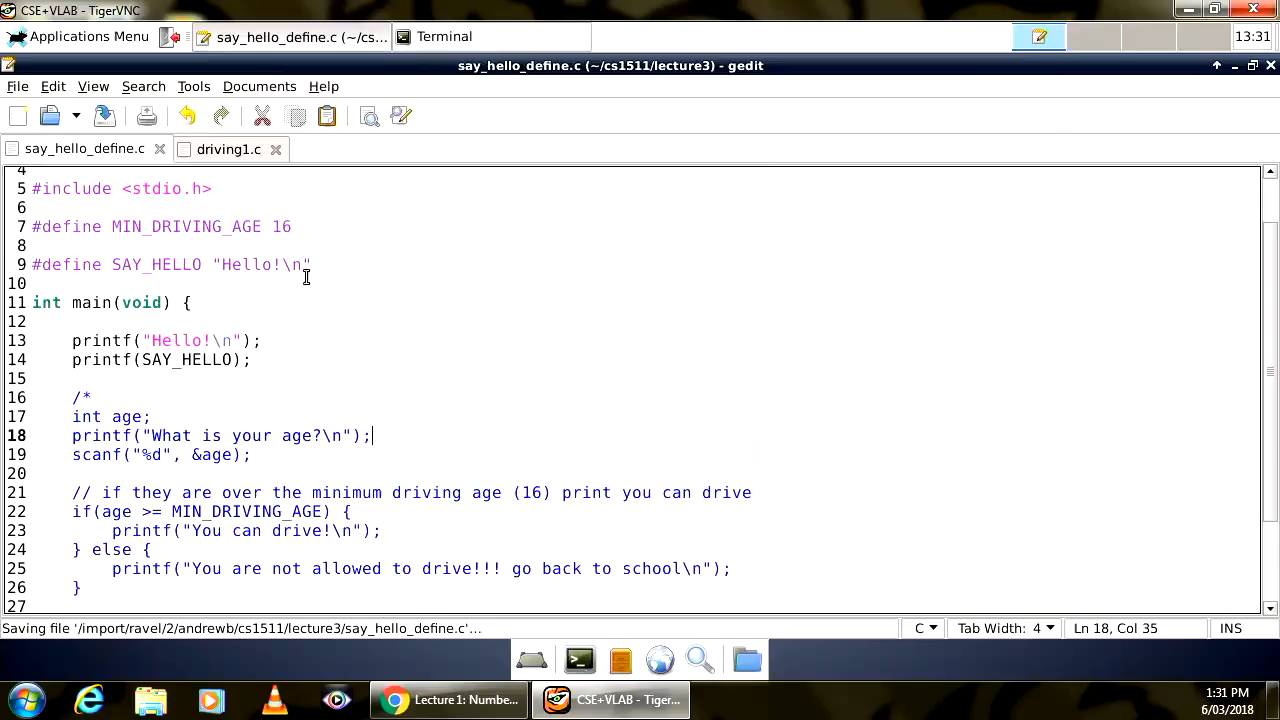 CSE+VLAB - TigerVNC
Applications Menu
say_hello_define.c (~/cs...
Terminal
13:31
say_hello_define.c (~/cs1511/lecture3) - gedit
File Edit View Search Tools Documents Help
say_hello_define.c
driving1.c
4
5 #include <stdio.h>
6
7 #define MIN_DRIVING_AGE 16
8
9 #define SAY_HELLO "Hello!\n"
10
11 int main(void) {
12
13 printf("Hello!\n");
14 printf(SAY_HELLO);
15
16 /*
17 int age;
18 printf("What is your age?\n");
19 scanf("%d", &age);
20
21 // if they are over the minimum driving age (16) print you can drive
22 if(age >= MIN_DRIVING_AGE) {
23 printf("You can drive!\n");
24 } else {
25 printf("You are not allowed to drive!!! go back to school\n");
26 }
27
Saving file '/import/ravel/2/andrewb/cs1511/lecture3/say_hello_define.c'...
C
Tab Width: 4
Ln 18, Col 35
INS
Lecture 1: Numbe...
CSE+VLAB - TigerV...
1:31 PM
6/03/2018